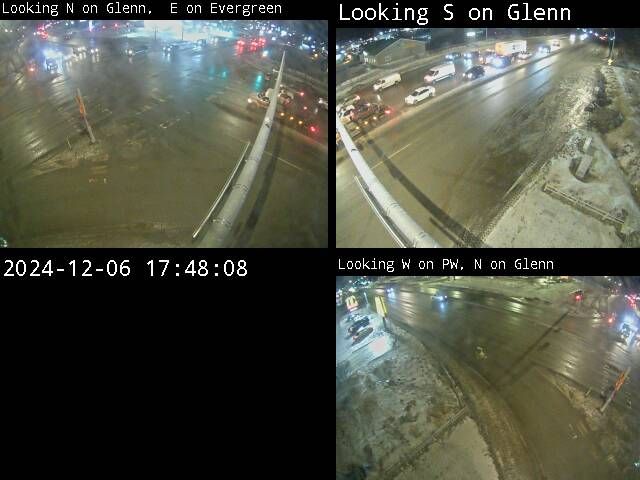 Looking N on Glenn,  E on Evergreen
Looking S on Glenn
2024-12-06 17:48:08
Looking W on PW, N on Glenn